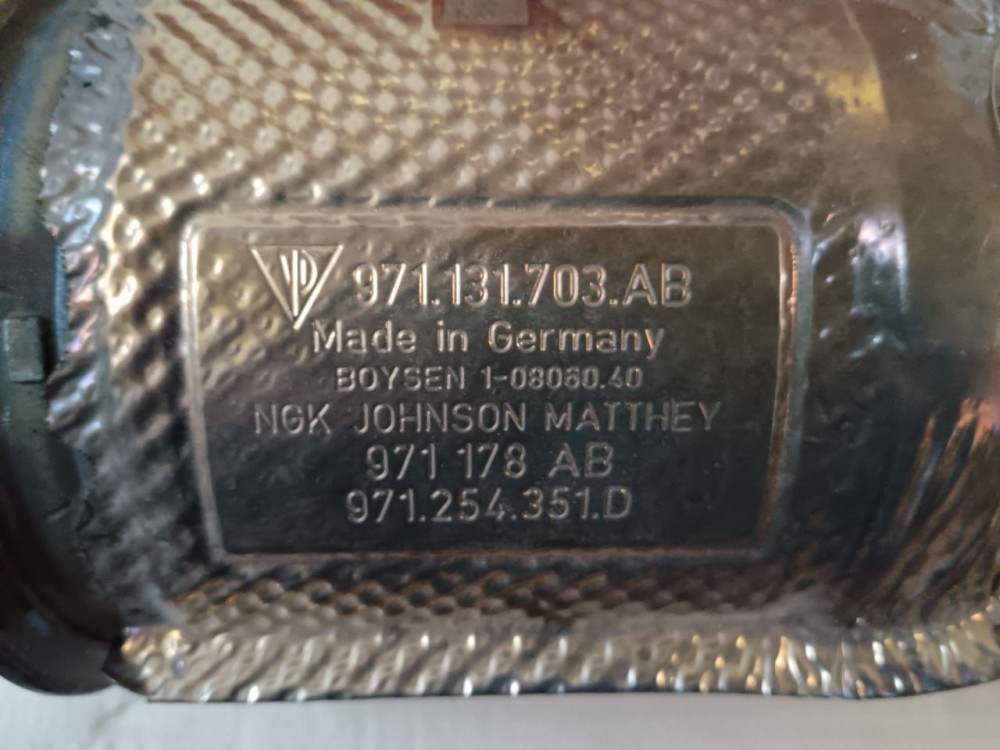 971.131.703.AB
Made in Germany
BOYSEN 1-08060.40
NGK JOHNSON MATTHEY
971 178 AB
971.254.351.D